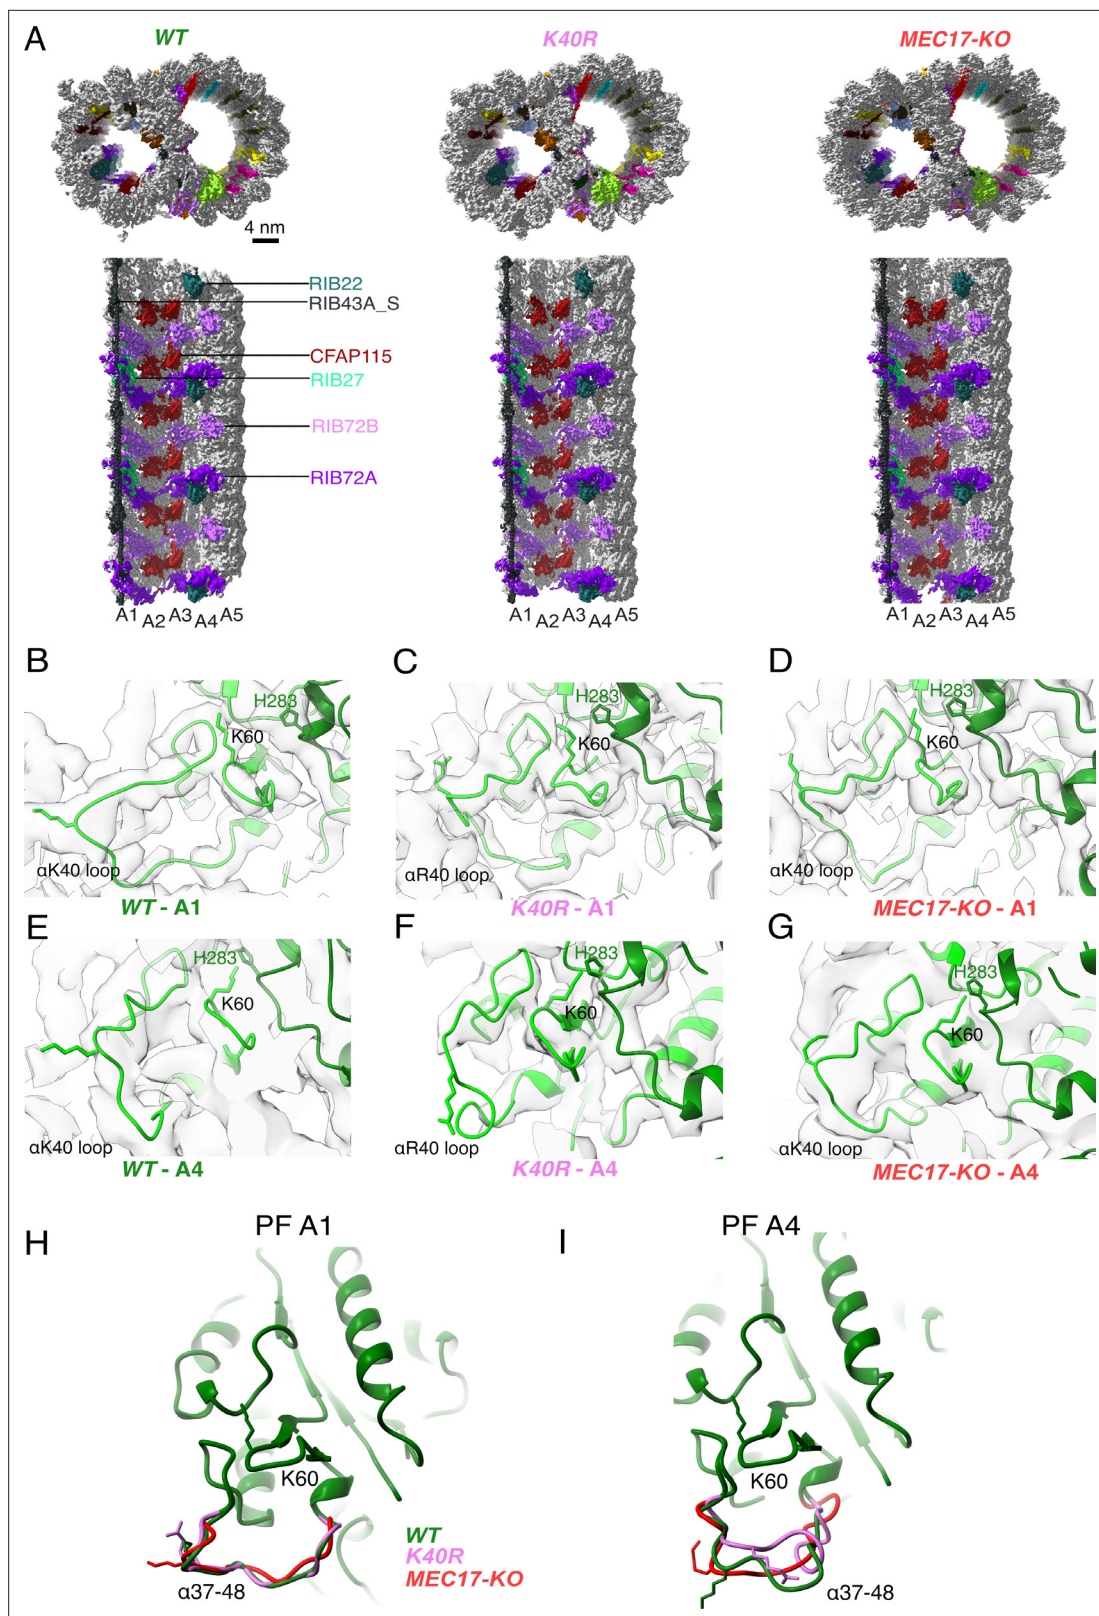 A
WT
K40R
MEC17-KO
4 nm
RIB22
RIB43A_S
CFAP115
RIB27
RIB72B
RIB72A
A1 A2 A3 A4 A5
A1 A2 A3 A4 A5
A1 A2 A3 A4 A5
B
H283
K60
αK40 loop
WT - A1
C
H283
K60
αR40 loop
K40R - A1
D
H283
K60
αK40 loop
MEC17-KO - A1
E
H283
K60
αK40 loop
WT - A4
F
H283
K60
αR40 loop
K40R - A4
G
H283
K60
αK40 loop
MEC17-KO - A4
H
PF A1
K60
α37-48
WT
K40R
MEC17-KO
I
PF A4
K60
α37-48